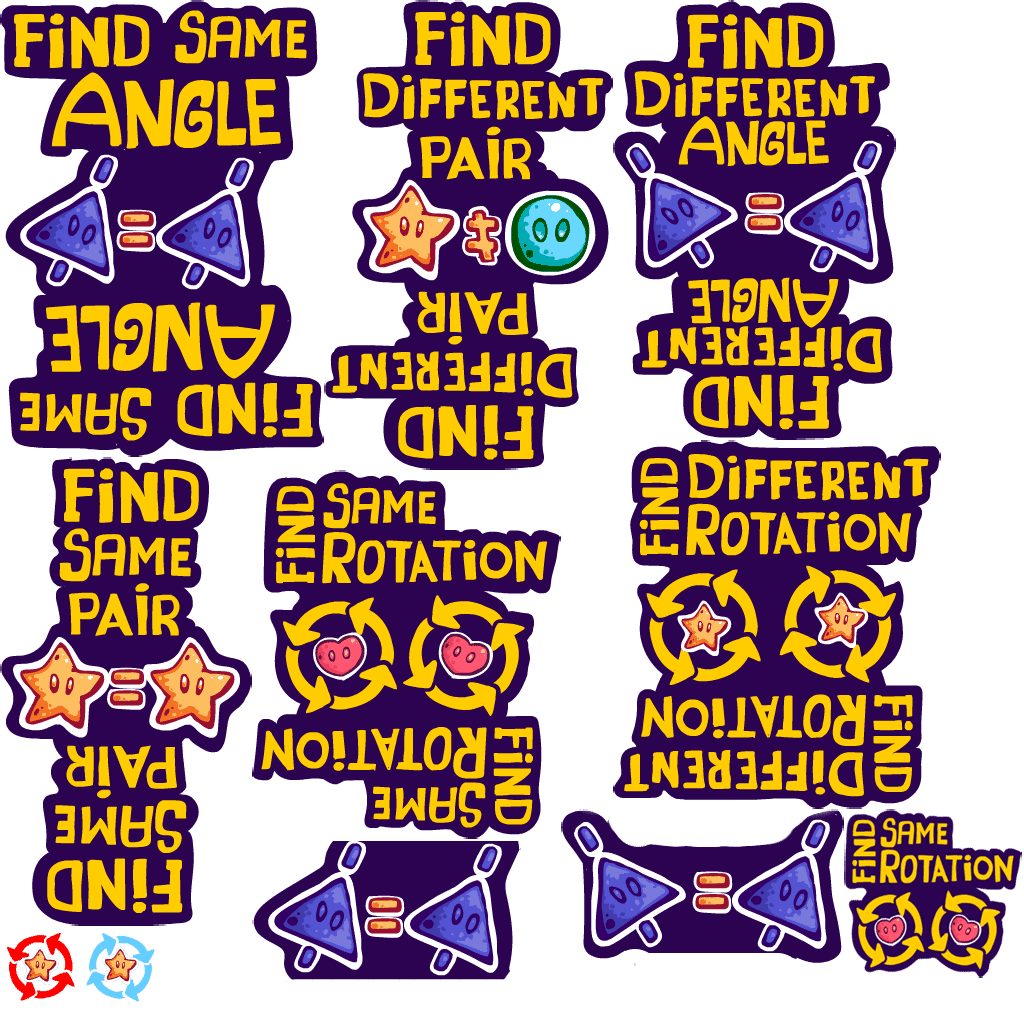 FiND SAME
ANGLE
=
ANGLE
FiND SAME
FiND
DiFFERENT
PAiR
≠
PAiR
DiFFERENT
FiND
FiND
DiFFERENT
ANGLE
=
ANGLE
DiFFERENT
FiND
FiND
SAME
PAiR
=
PAiR
SAME
FiND
FiND SAME
ROTATiON
FiND SAME
ROTATiON
FiND DiFFERENT
ROTATiON
FiND DiFFERENT
ROTATiON
=
=
FiND SAME
ROTATiON